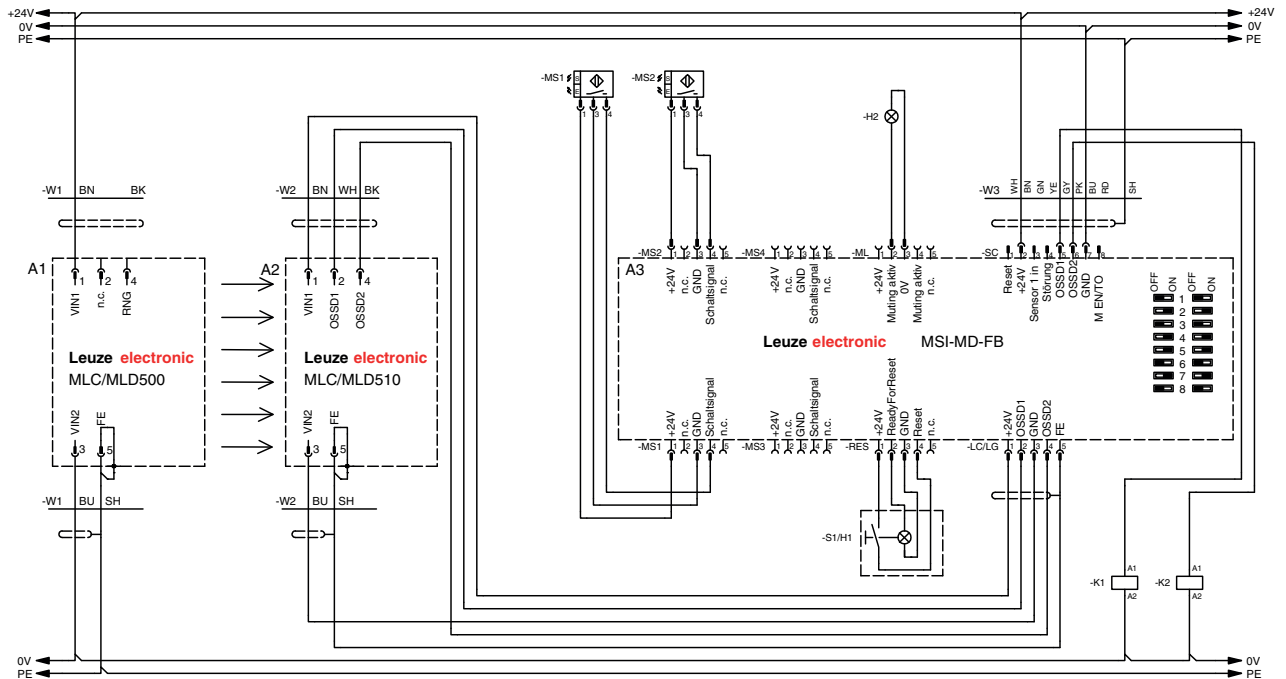 +24V
0V
PE
+24V
0V
PE
-MS1
S
E
1 3 4
-MS2
S
E
1 3 4
-H2
-W1 BN BK
-W2 BN WH BK
-W3 WH BN GN YE GY PK BU RD SH
A1
1 2 4
VIN1 n.c. RNG
Leuze electronic
MLC/MLD500
VIN2 FE
3 5
-W1 BU SH
A2
1 2 4
VIN1 OSSD1 OSSD2
Leuze electronic
MLC/MLD510
VIN2 FE
3 5
-W2 BU SH
A3
-MS2 1 2 3 4 5
+24V n.c. GND Schaltsignal n.c.
-MS4 1 2 3 4 5
+24V n.c. GND Schaltsignal n.c.
-ML 1 2 3 4 5
Muting aktiv 0V Muting aktiv n.c.
-SC 1 2 3 4 5 6 7 8
Reset +24V Sensor 1 in Störung OSSD1 OSSD2 GND M EN/TO
OFF ON OFF ON
1
2
3
4
5
6
7
8
Leuze electronic MSI-MD-FB
+24V n.c. GND Schaltsignal n.c.
-MS1 1 2 3 4 5
+24V n.c. GND Schaltsignal n.c.
-MS3 1 2 3 4 5
+24V ReadyForReset GND Reset n.c.
-RES 1 2 3 4 5
+24V OSSD1 GND OSSD2 FE
-LC/LG 1 2 3 4 5
-S1/H1
-K1 A1 A2
-K2 A1 A2
0V
PE
0V
PE